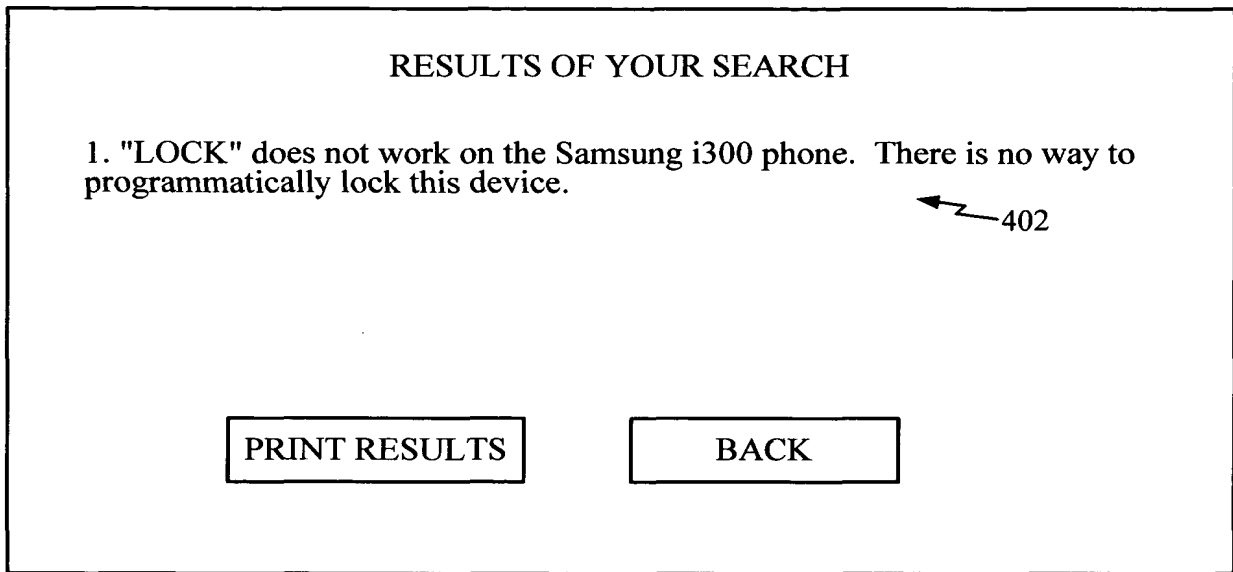 RESULTS OF YOUR SEARCH
1. "LOCK" does not work on the Samsung i300 phone. There is no way to
programmatically lock this device.
402
PRINT RESULTS
BACK